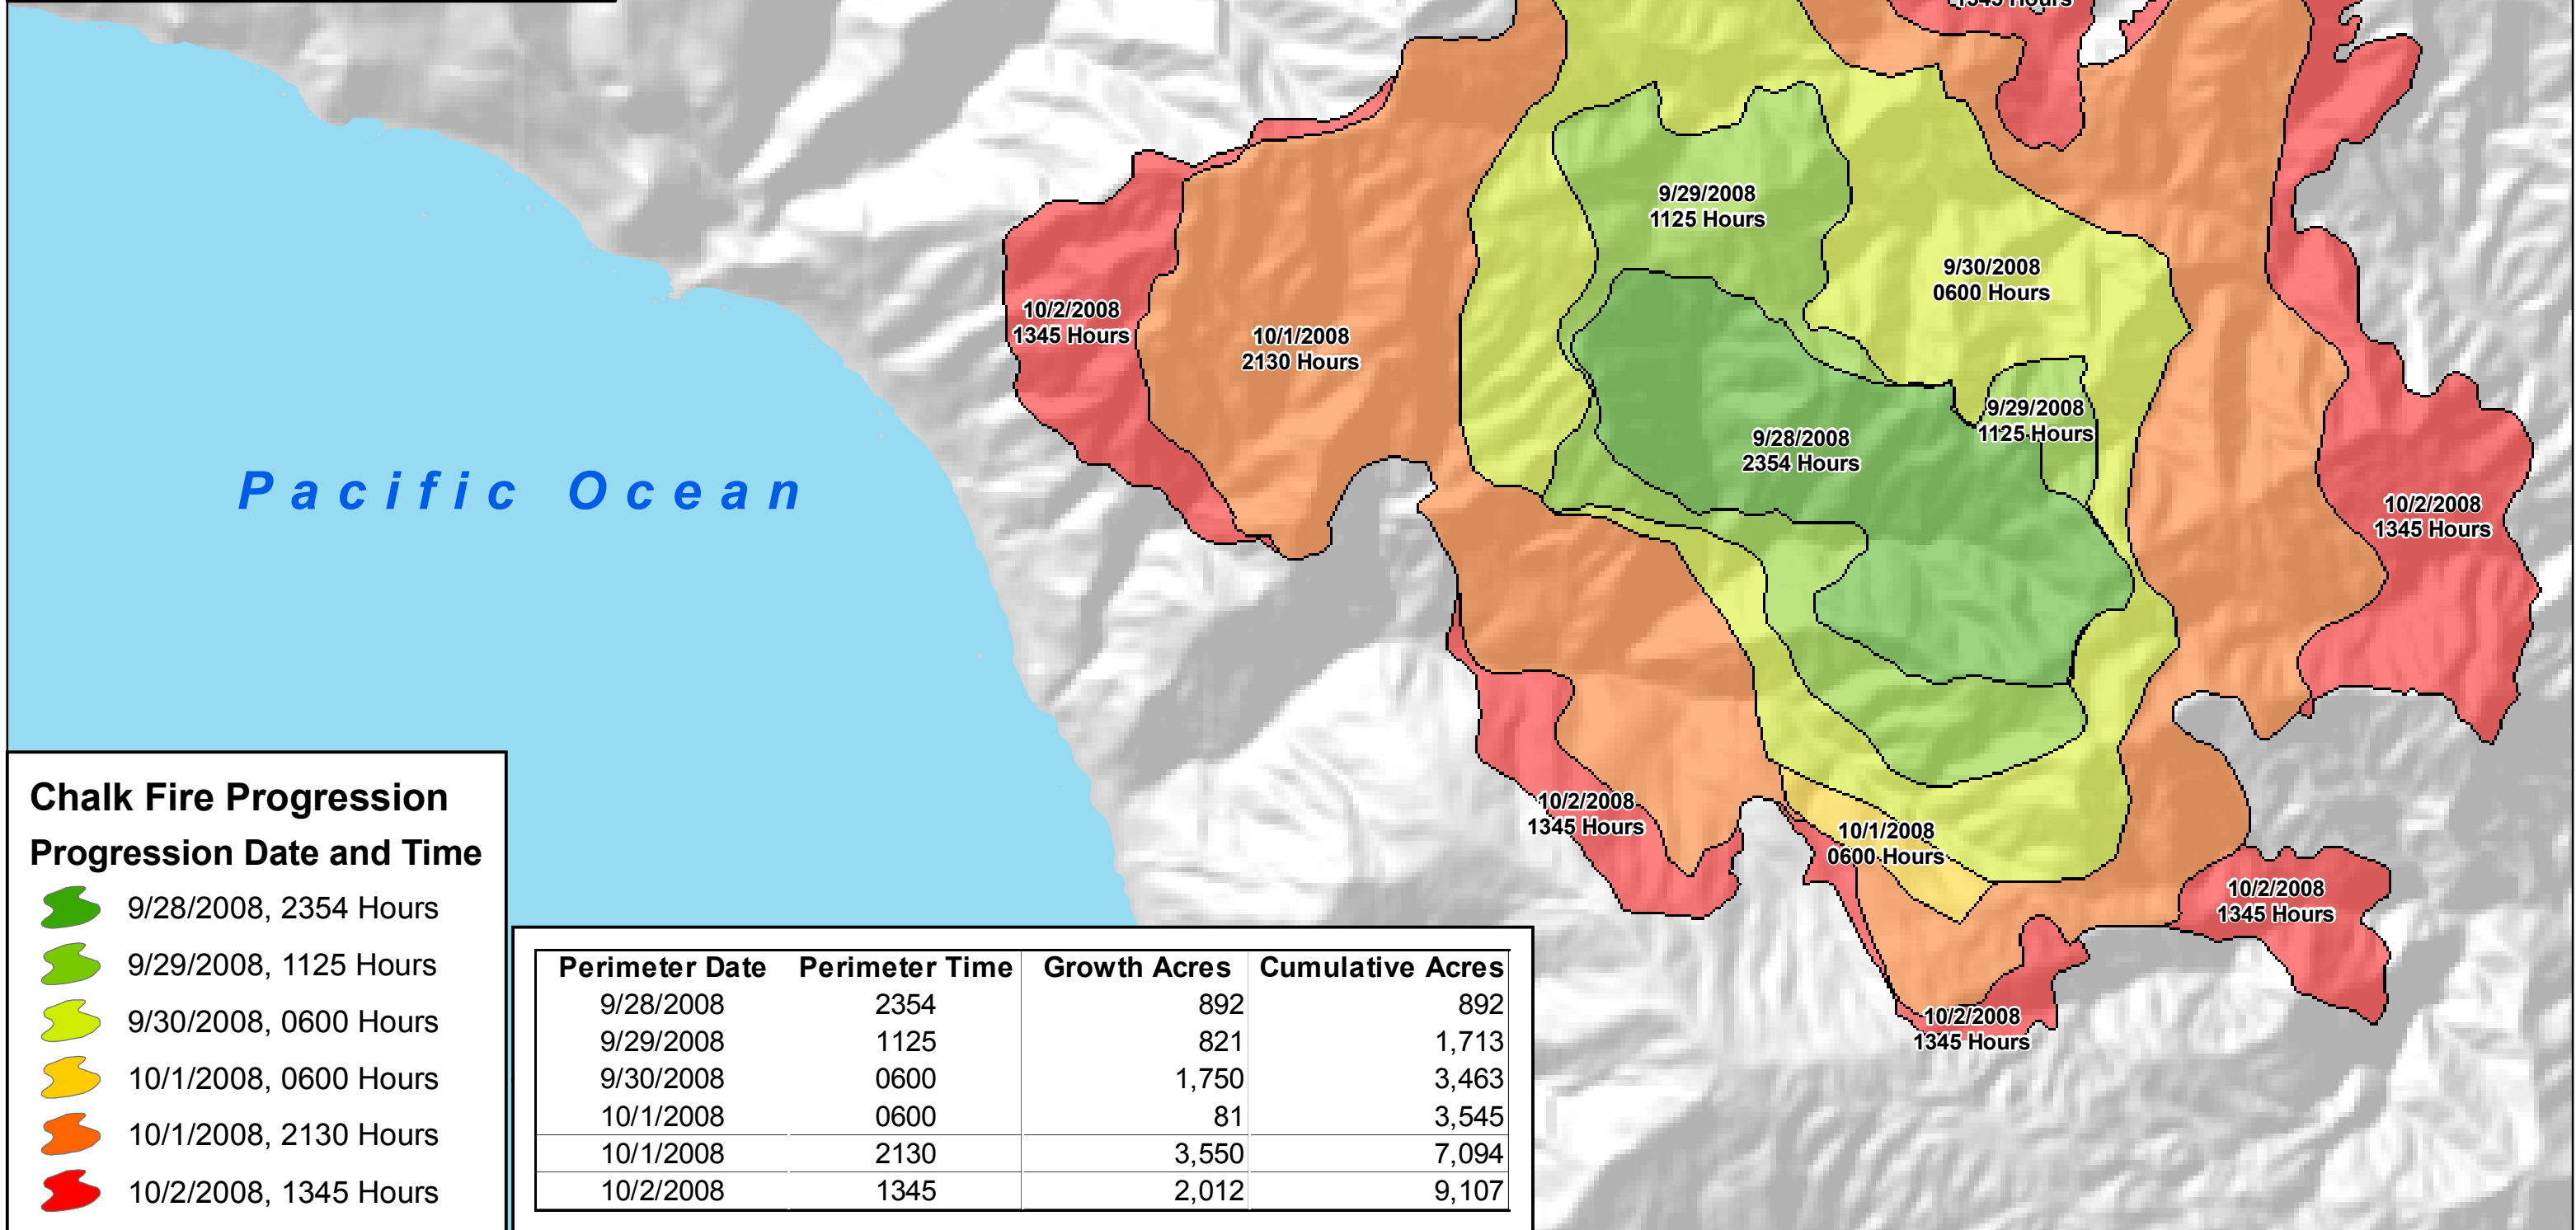 1345 Hours
9/29/2008
1125 Hours
9/30/2008
0600 Hours
10/2/2008
1345 Hours
10/1/2008
2130 Hours
9/29/2008
1125 Hours
9/28/2008
2354 Hours
10/2/2008
1345 Hours
Pacific Ocean
10/2/2008
1345 Hours
10/1/2008
0600 Hours
10/2/2008
1345 Hours
10/2/2008
1345 Hours
Chalk Fire Progression
Progression Date and Time
9/28/2008, 2354 Hours
9/29/2008, 1125 Hours
9/30/2008, 0600 Hours
10/1/2008, 0600 Hours
10/1/2008, 2130 Hours
10/2/2008, 1345 Hours
Perimeter Date Perimeter Time Growth Acres Cumulative Acres
9/28/2008 2354 892 892
9/29/2008 1125 821 1,713
9/30/2008 0600 1,750 3,463
10/1/2008 0600 81 3,545
10/1/2008 2130 3,550 7,094
10/2/2008 1345 2,012 9,107